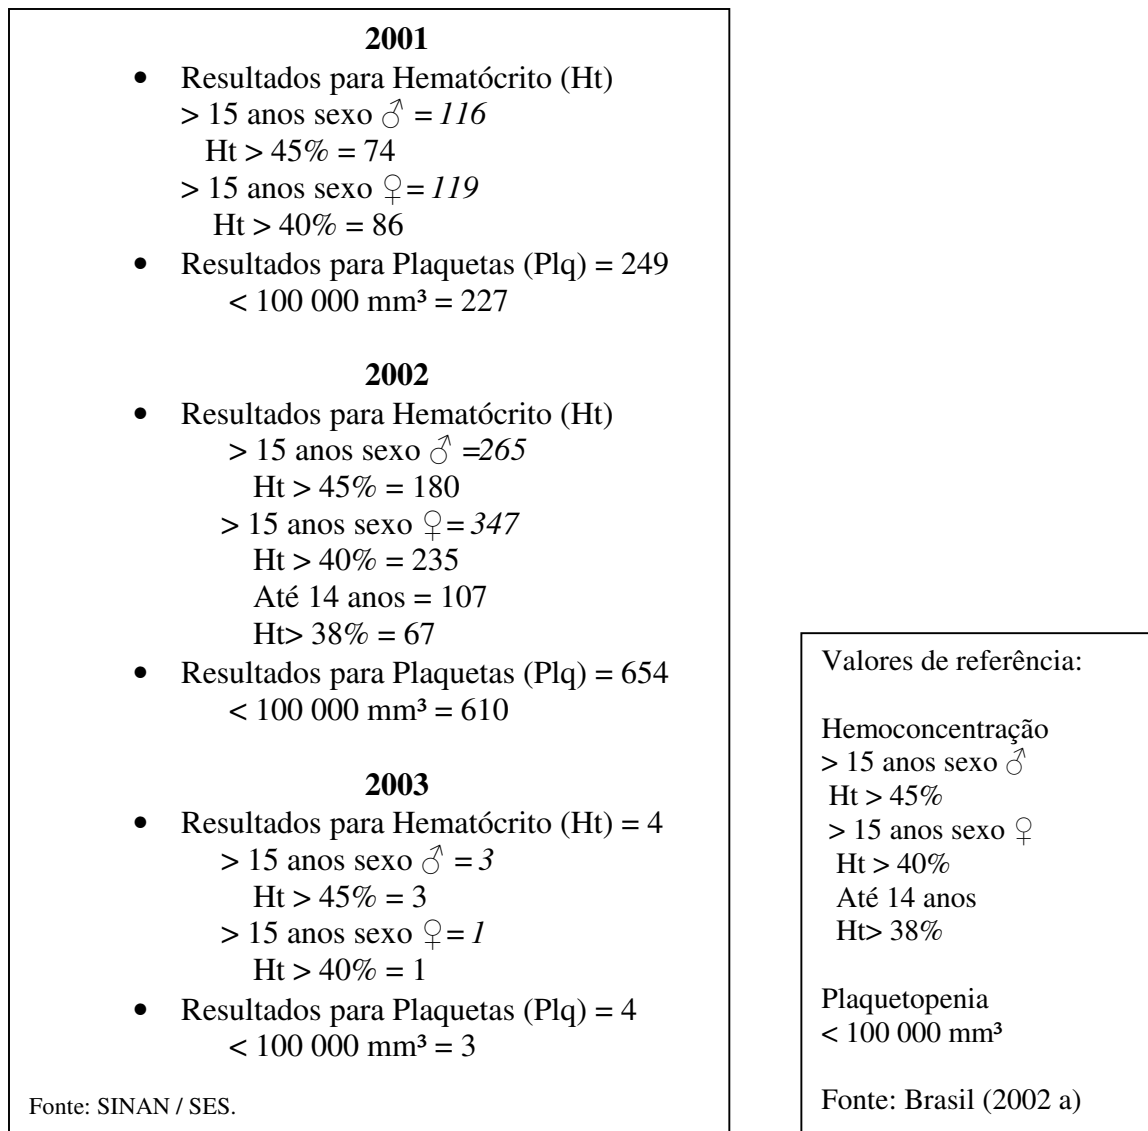 2001
• Resultados para Hematócrito (Ht)
> 15 anos sexo ♂ = 116
Ht > 45% = 74
> 15 anos sexo ♀ = 119
Ht > 40% = 86
• Resultados para Plaquetas (Plq) = 249
< 100 000 mm³ = 227
2002
• Resultados para Hematócrito (Ht)
> 15 anos sexo ♂ =265
Ht > 45% = 180
> 15 anos sexo ♀ = 347
Ht > 40% = 235
Até 14 anos = 107
Ht> 38% = 67
• Resultados para Plaquetas (Plq) = 654
< 100 000 mm³ = 610
2003
• Resultados para Hematócrito (Ht) = 4
> 15 anos sexo ♂ = 3
Ht > 45% = 3
> 15 anos sexo ♀ = 1
Ht > 40% = 1
• Resultados para Plaquetas (Plq) = 4
< 100 000 mm³ = 3
Fonte: SINAN / SES.
Valores de referência:
Hemoconcentração
> 15 anos sexo ♂
Ht > 45%
> 15 anos sexo ♀
Ht > 40%
Até 14 anos
Ht> 38%
Plaquetopenia
< 100 000 mm³
Fonte: Brasil (2002 a)